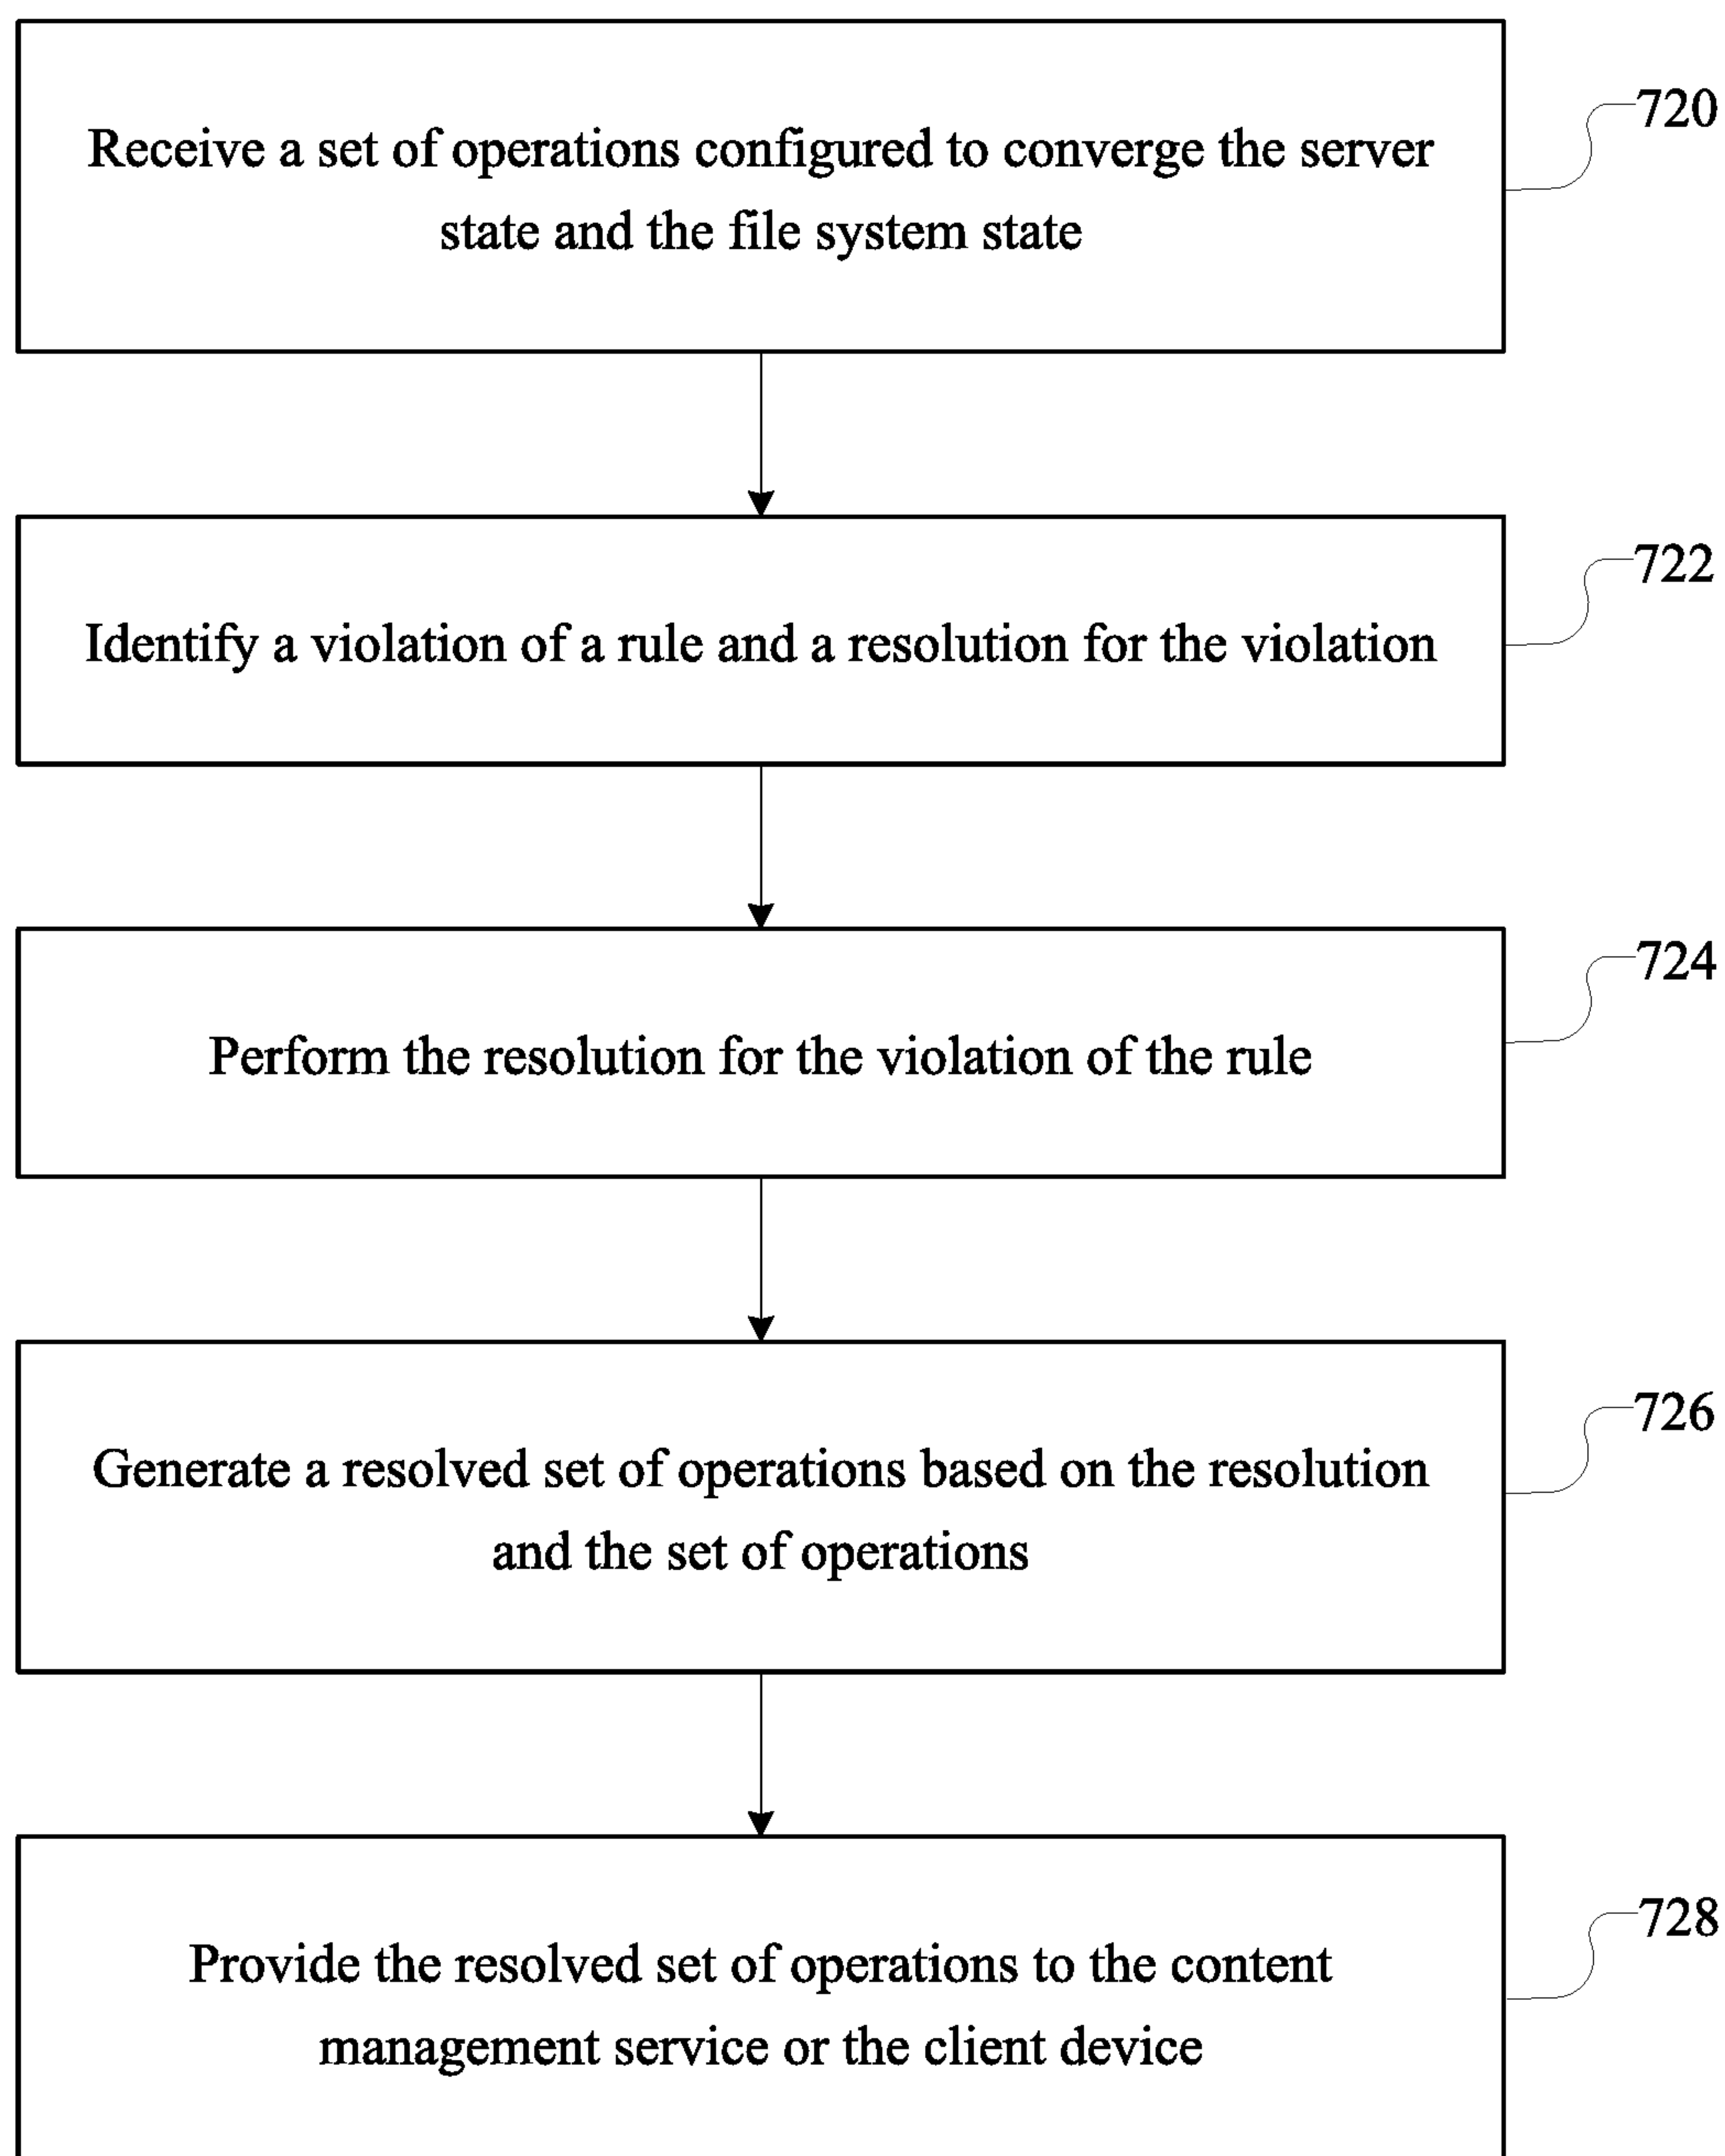 Receive a set of operations configured to converge the server
state and the file system state
720
Identify a violation of a rule and a resolution for the violation
722
Perform the resolution for the violation of the rule
724
Generate a resolved set of operations based on the resolution
and the set of operations
726
Provide the resolved set of operations to the content
management service or the client device
728